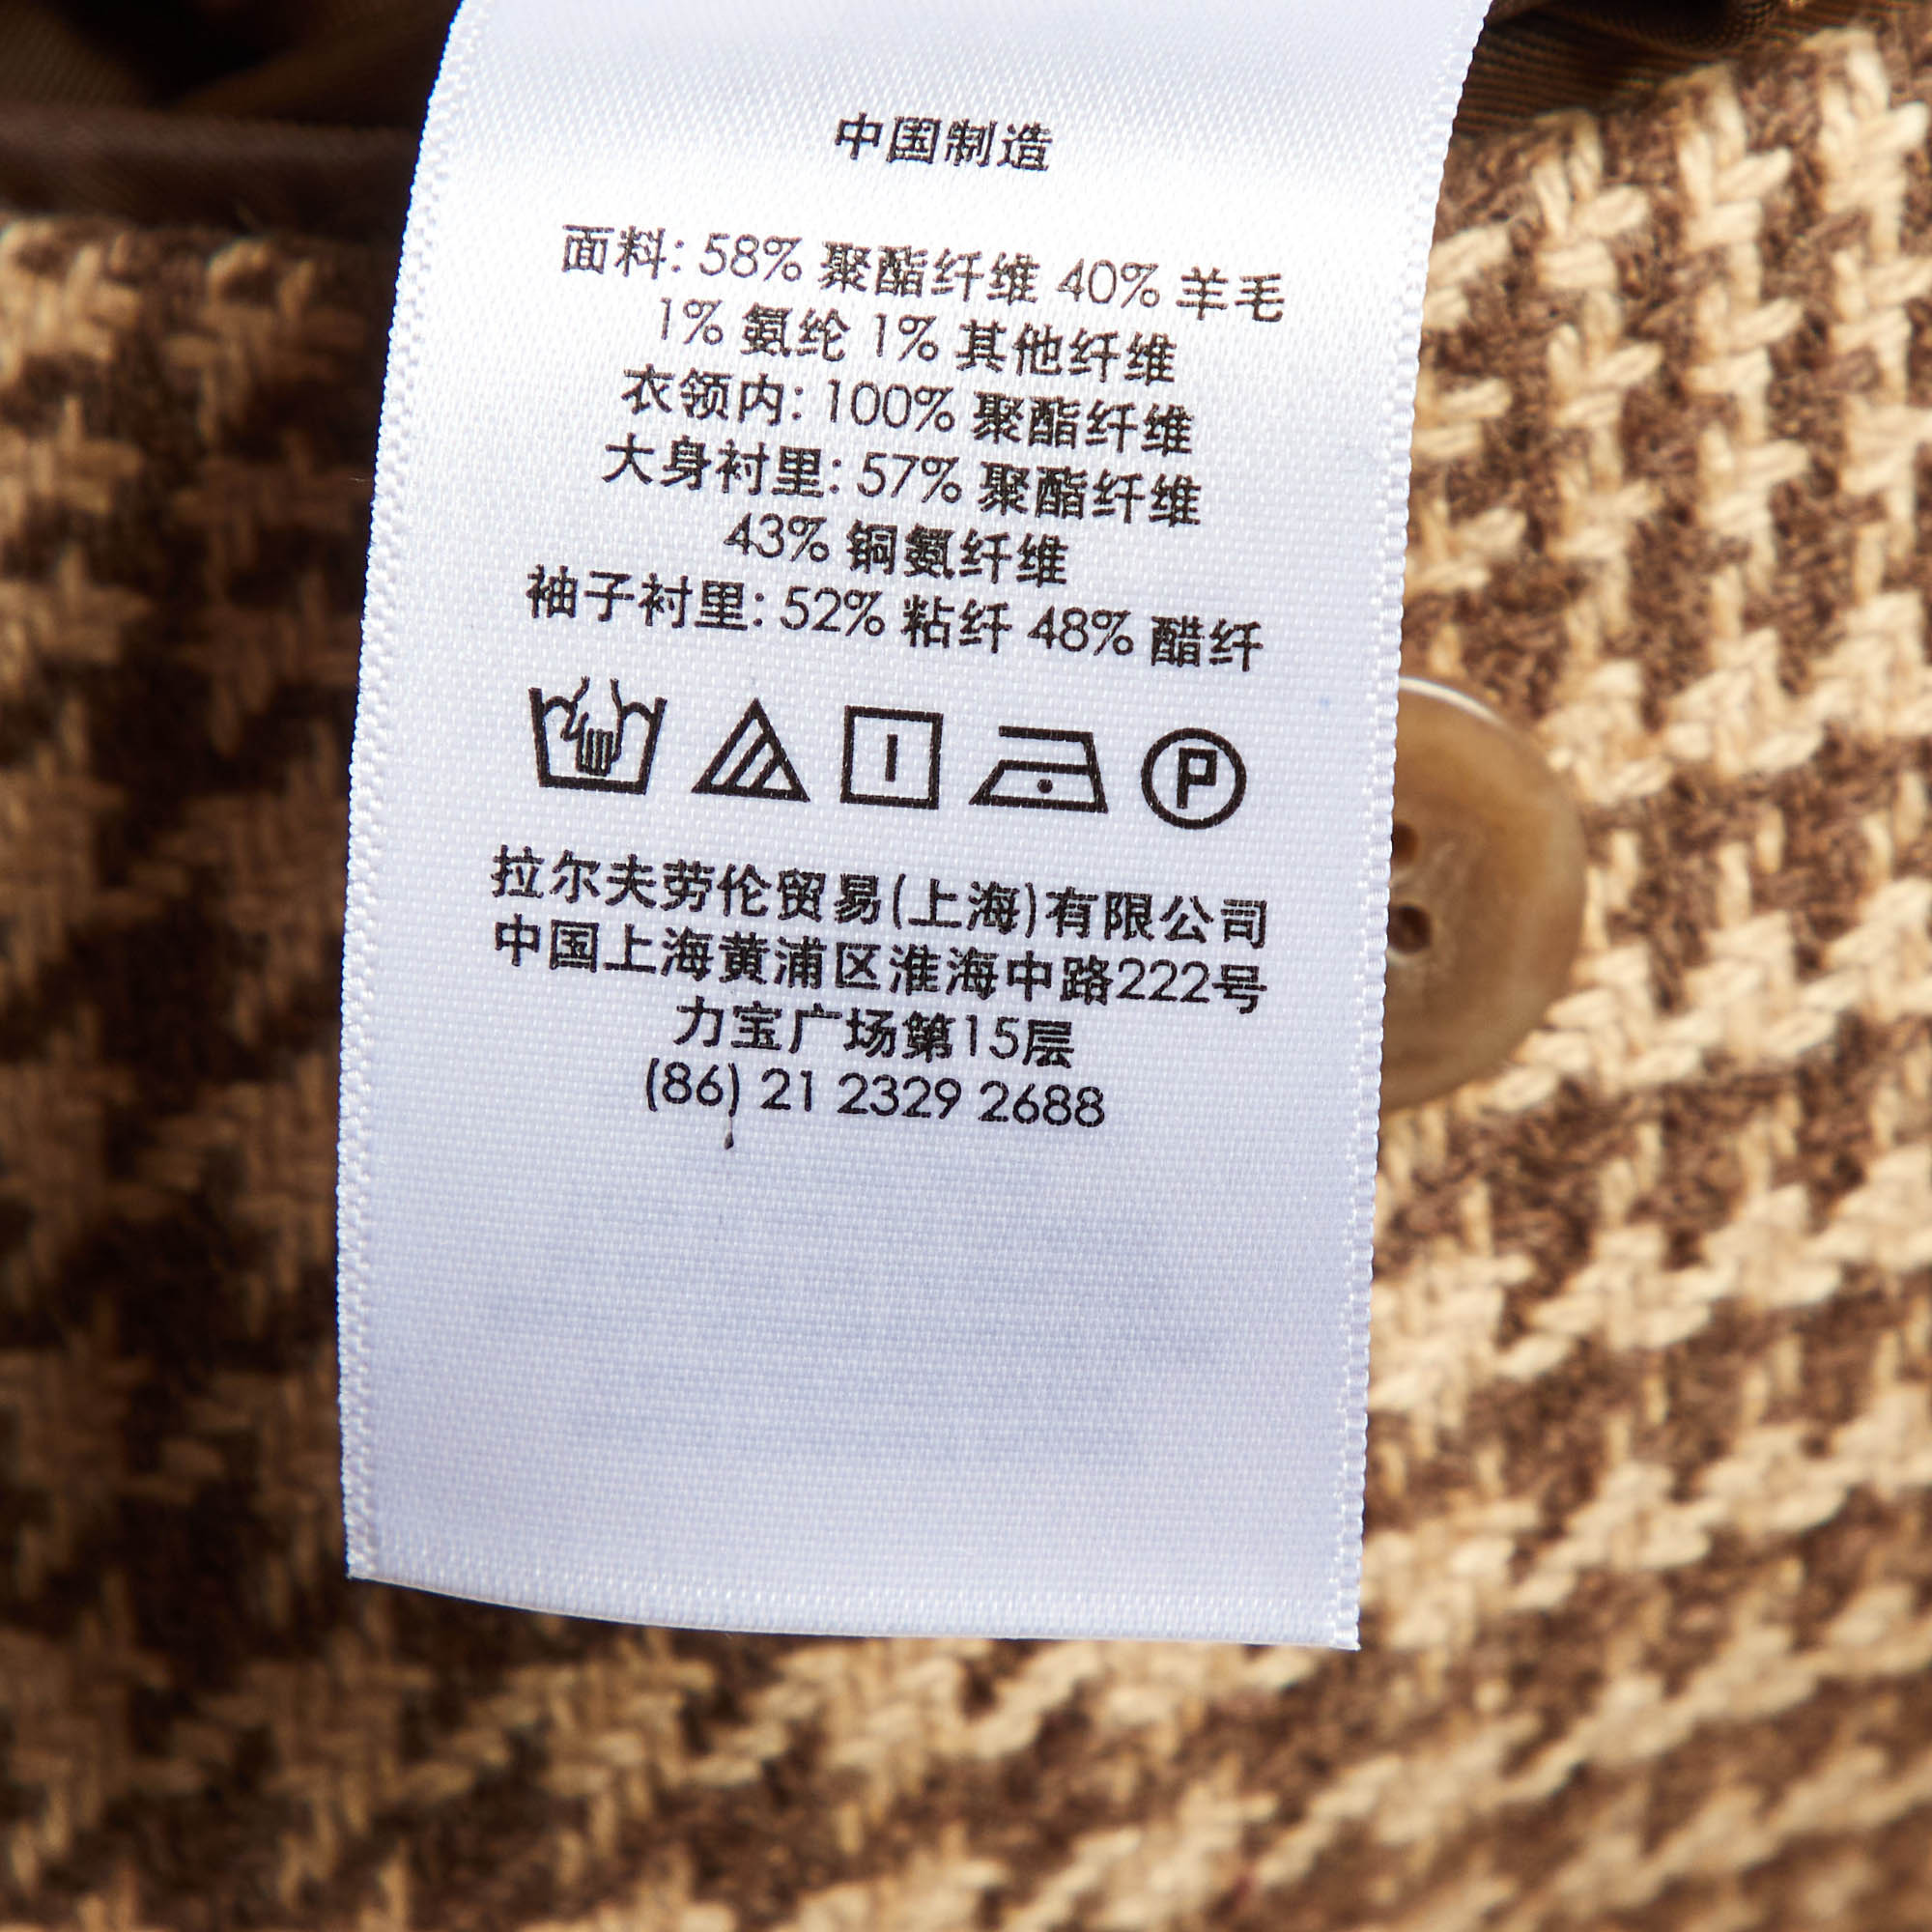 中国制造
面料: 58% 聚酯纤维 40% 羊毛
1% 氨纶 1% 其他纤维
衣领内: 100% 聚酯纤维
大身衬里: 57% 聚酯纤维
43% 铜氨纤维
袖子衬里: 52% 粘纤 48% 醋纤
P
拉尔夫劳伦贸易(上海)有限公司
中国上海黄浦区淮海中路222号
力宝广场第15层
(86) 21 2329 2688